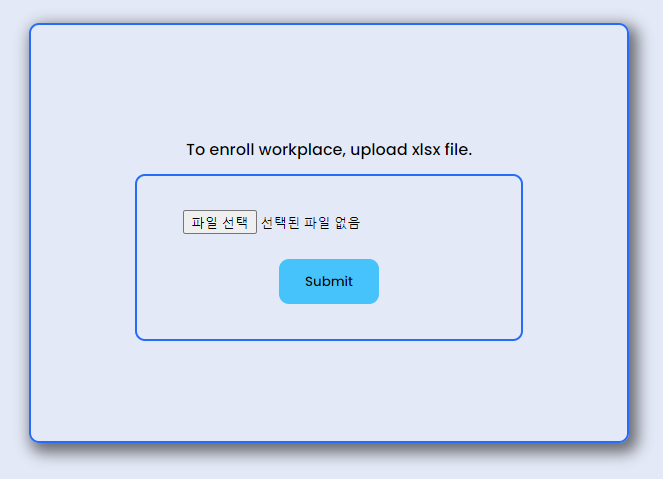 To enroll workplace, upload xlsx file.
파일 선택 선택된 파일 없음
Submit